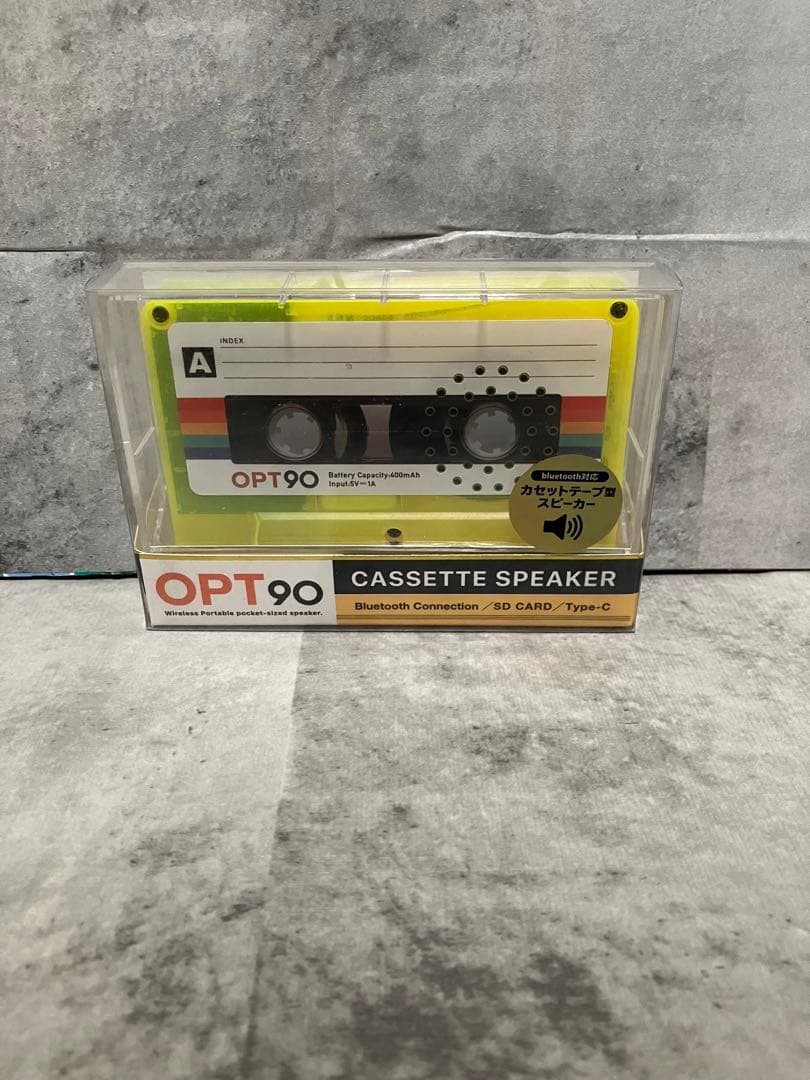 INDEX
A
OPT90
Battery Capacity:400mAh
Input:5V⎓1A
bluetooth対応
カセットテープ型
スピーカー
OPT90
Wireless Portable pocket-sized speaker.
CASSETTE SPEAKER
Bluetooth Connection／SD CARD／Type-C